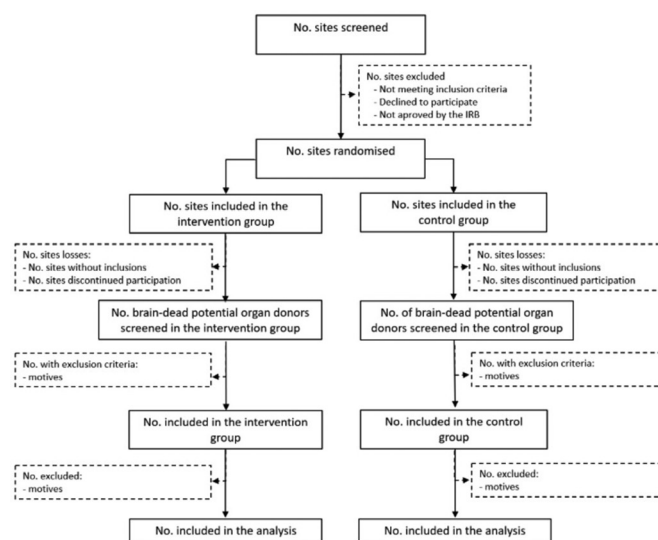 No. sites screened
No. sites excluded
- Not meeting inclusion criteria
- Declined to participate
- Not aproved by the IRB
No. sites randomised
No. sites included in the
intervention group
No. sites included in the
control group
No. sites losses:
- No. sites without inclusions
- No. sites discontinued participation
No. sites losses:
- No. sites without inclusions
- No. sites discontinued participation
No. brain-dead potential organ donors
screened in the intervention group
No. of brain-dead potential organ
donors screened in the control group
No. with exclusion criteria:
- motives
No. with exclusion criteria:
- motives
No. included in the intervention
group
No. included in the control
group
No. excluded:
- motives
No. excluded:
- motives
No. included in the analysis
No. included in the analysis